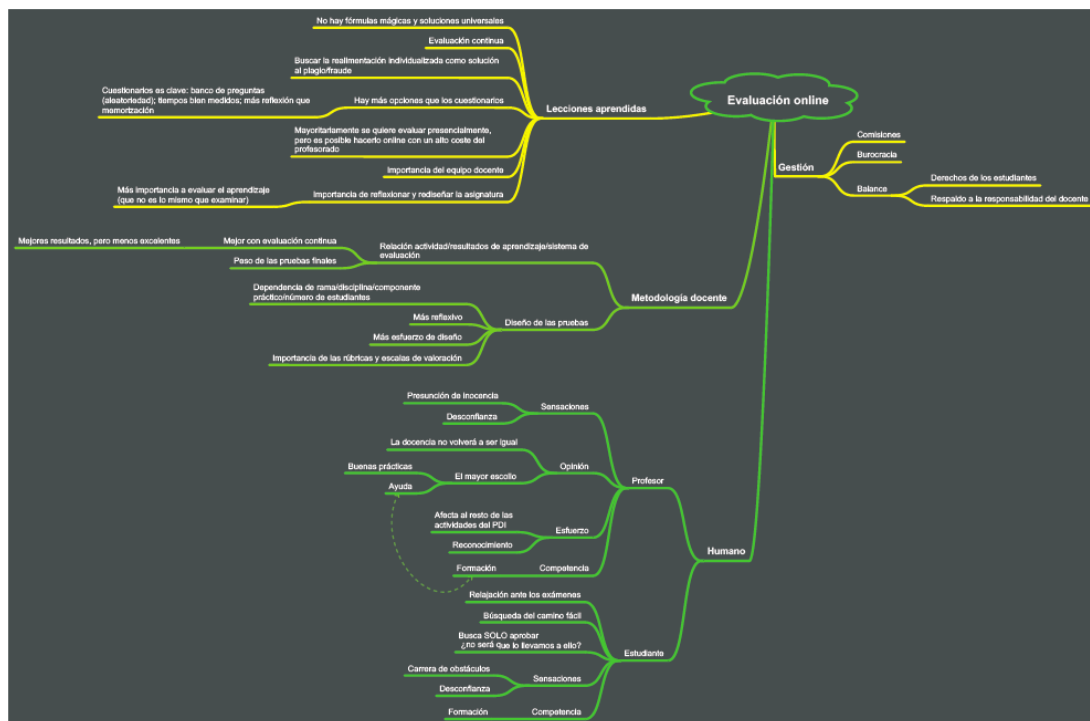 Evaluación online
Lecciones aprendidas
No hay fórmulas mágicas y soluciones universales
Evaluación continua
Buscar la realimentación individualizada como solución
al plagio/fraude
Hay más opciones que los cuestionarios
Cuestionarios es clave: banco de preguntas
(aleatoriedad); tiempos bien medidos; más reflexión que
memorización
Mayoritariamente se quiere evaluar presencialmente,
pero es posible hacerlo online con un alto coste del
profesorado
Importancia del equipo docente
Importancia de reflexionar y rediseñar la asignatura
Más importancia a evaluar el aprendizaje
(que no es lo mismo que examinar)
Gestión
Comisiones
Burocracia
Balance
Derechos de los estudiantes
Respaldo a la responsabilidad del docente
Metodología docente
Relación actividad/resultados de aprendizaje/sistema de
evaluación
Mejor con evaluación continua
Mejores resultados, pero menos excelentes
Peso de las pruebas finales
Diseño de las pruebas
Dependencia de rama/disciplina/componente
práctico/número de estudiantes
Más reflexivo
Más esfuerzo de diseño
Importancia de las rúbricas y escalas de valoración
Humano
Profesor
Sensaciones
Presunción de inocencia
Desconfianza
Opinión
La docencia no volverá a ser igual
El mayor escollo
Buenas prácticas
Ayuda
Esfuerzo
Afecta al resto de las
actividades del PDI
Reconocimiento
Competencia
Formación
Estudiante
Relajación ante los exámenes
Búsqueda del camino fácil
Busca SOLO aprobar
¿no será que lo llevamos a ello?
Sensaciones
Carrera de obstáculos
Desconfianza
Competencia
Formación